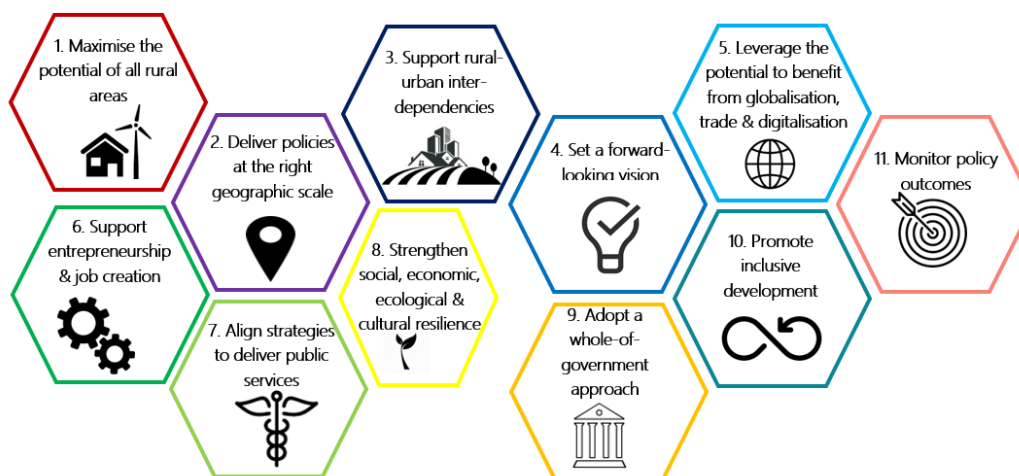 1. Maximise the
potential of all rural
areas
2. Deliver policies
at the right
geographic scale
3. Support rural-
urban inter-
dependencies
4. Set a forward-
looking vision
5. Leverage the
potential to benefit
from globalisation,
trade & digitalisation
6. Support
entrepreneurship
& job creation
7. Align strategies
to deliver public
services
8. Strengthen
social, economic,
ecological &
cultural resilience
9. Adopt a
whole-of-
government
approach
10. Promote
inclusive
development
11. Monitor policy
outcomes